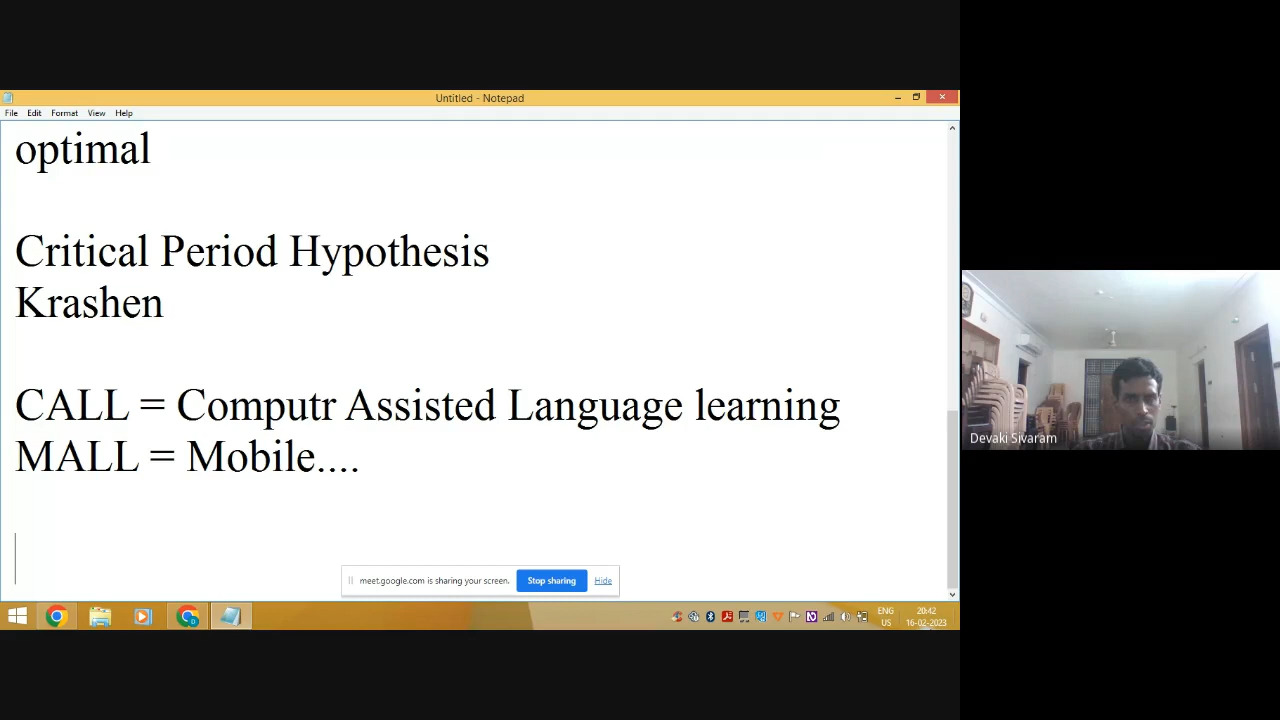 Untitled - Notepad
File Edit Format View Help
optimal
Critical Period Hypothesis
Krashen
CALL = Computr Assisted Language learning
MALL = Mobile....
meet.google.com is sharing your screen. Stop sharing Hide
ENG 20:42
US 16-02-2023
Devaki Sivaram